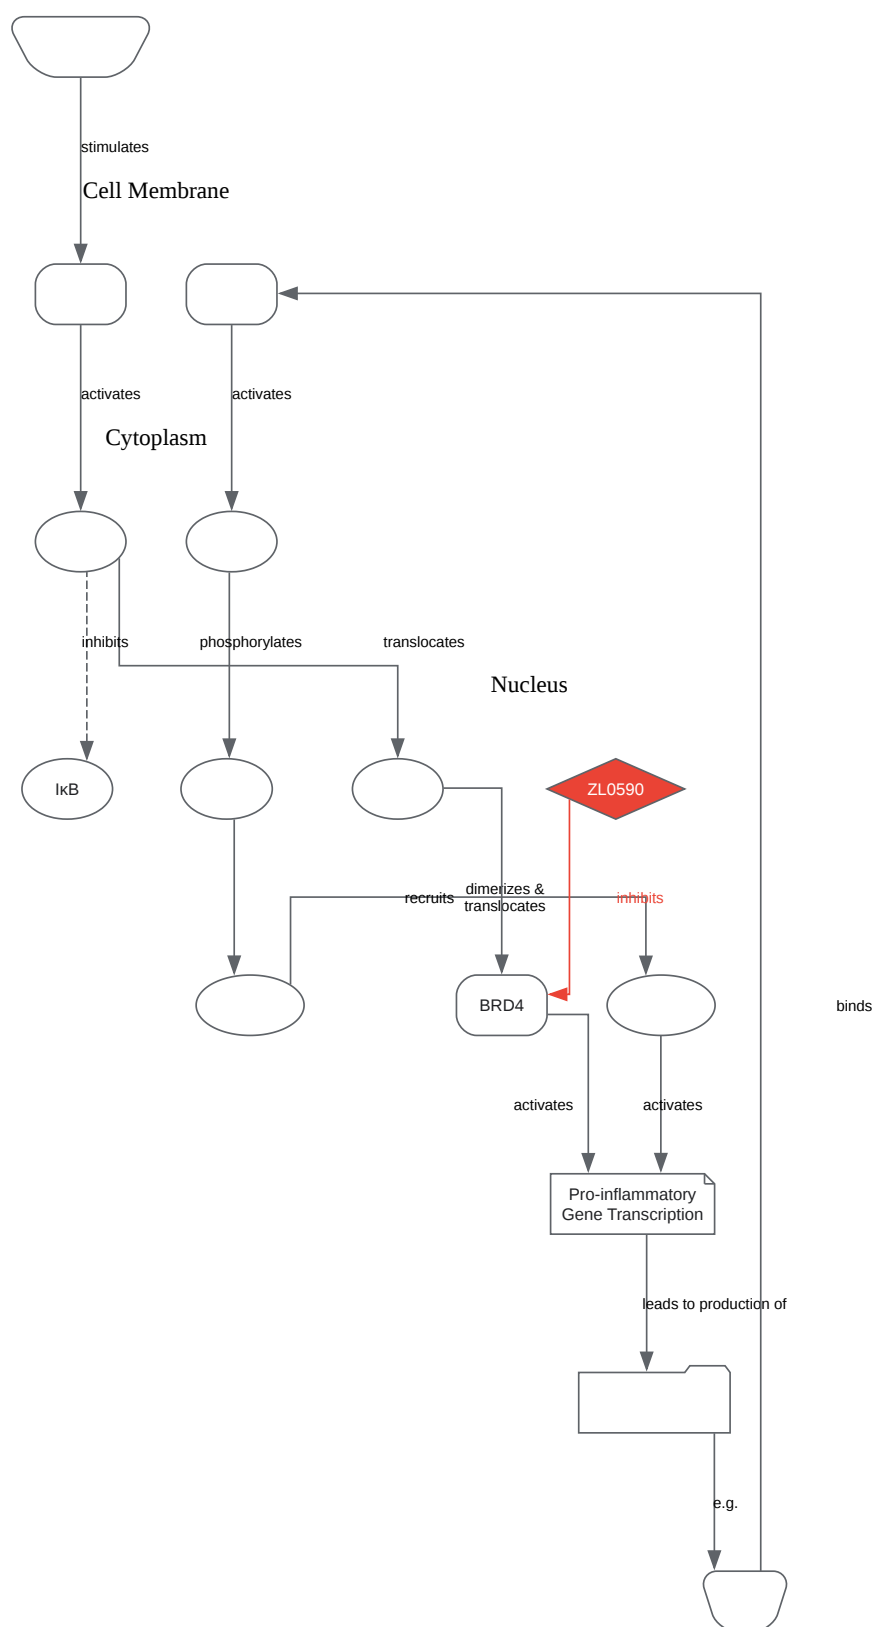 stimulates
Cell Membrane
activates
activates
Cytoplasm
inhibits
phosphorylates
translocates
Nucleus
IκB
ZL0590
recruits
dimerizes &
translocates
inhibits
BRD4
binds
activates
activates
Pro-inflammatory
Gene Transcription
leads to production of
e.g.